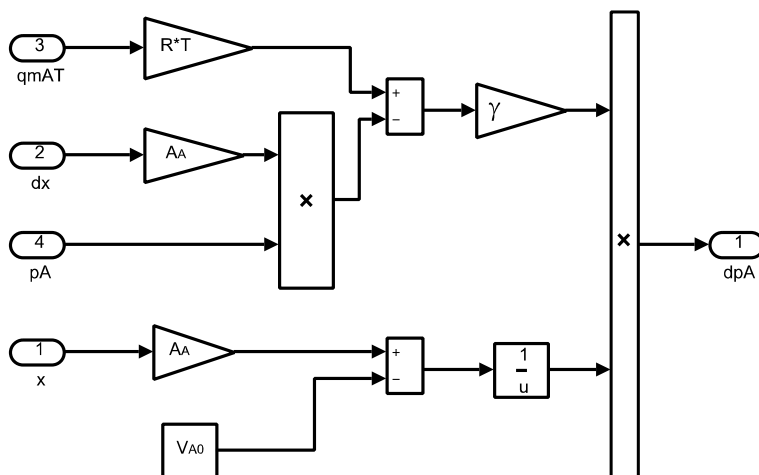 3
qmAT
R*T
+
−
γ
2
dx
AA
×
4
pA
×
1
dpA
1
x
AA
+
−
1
u
VA0